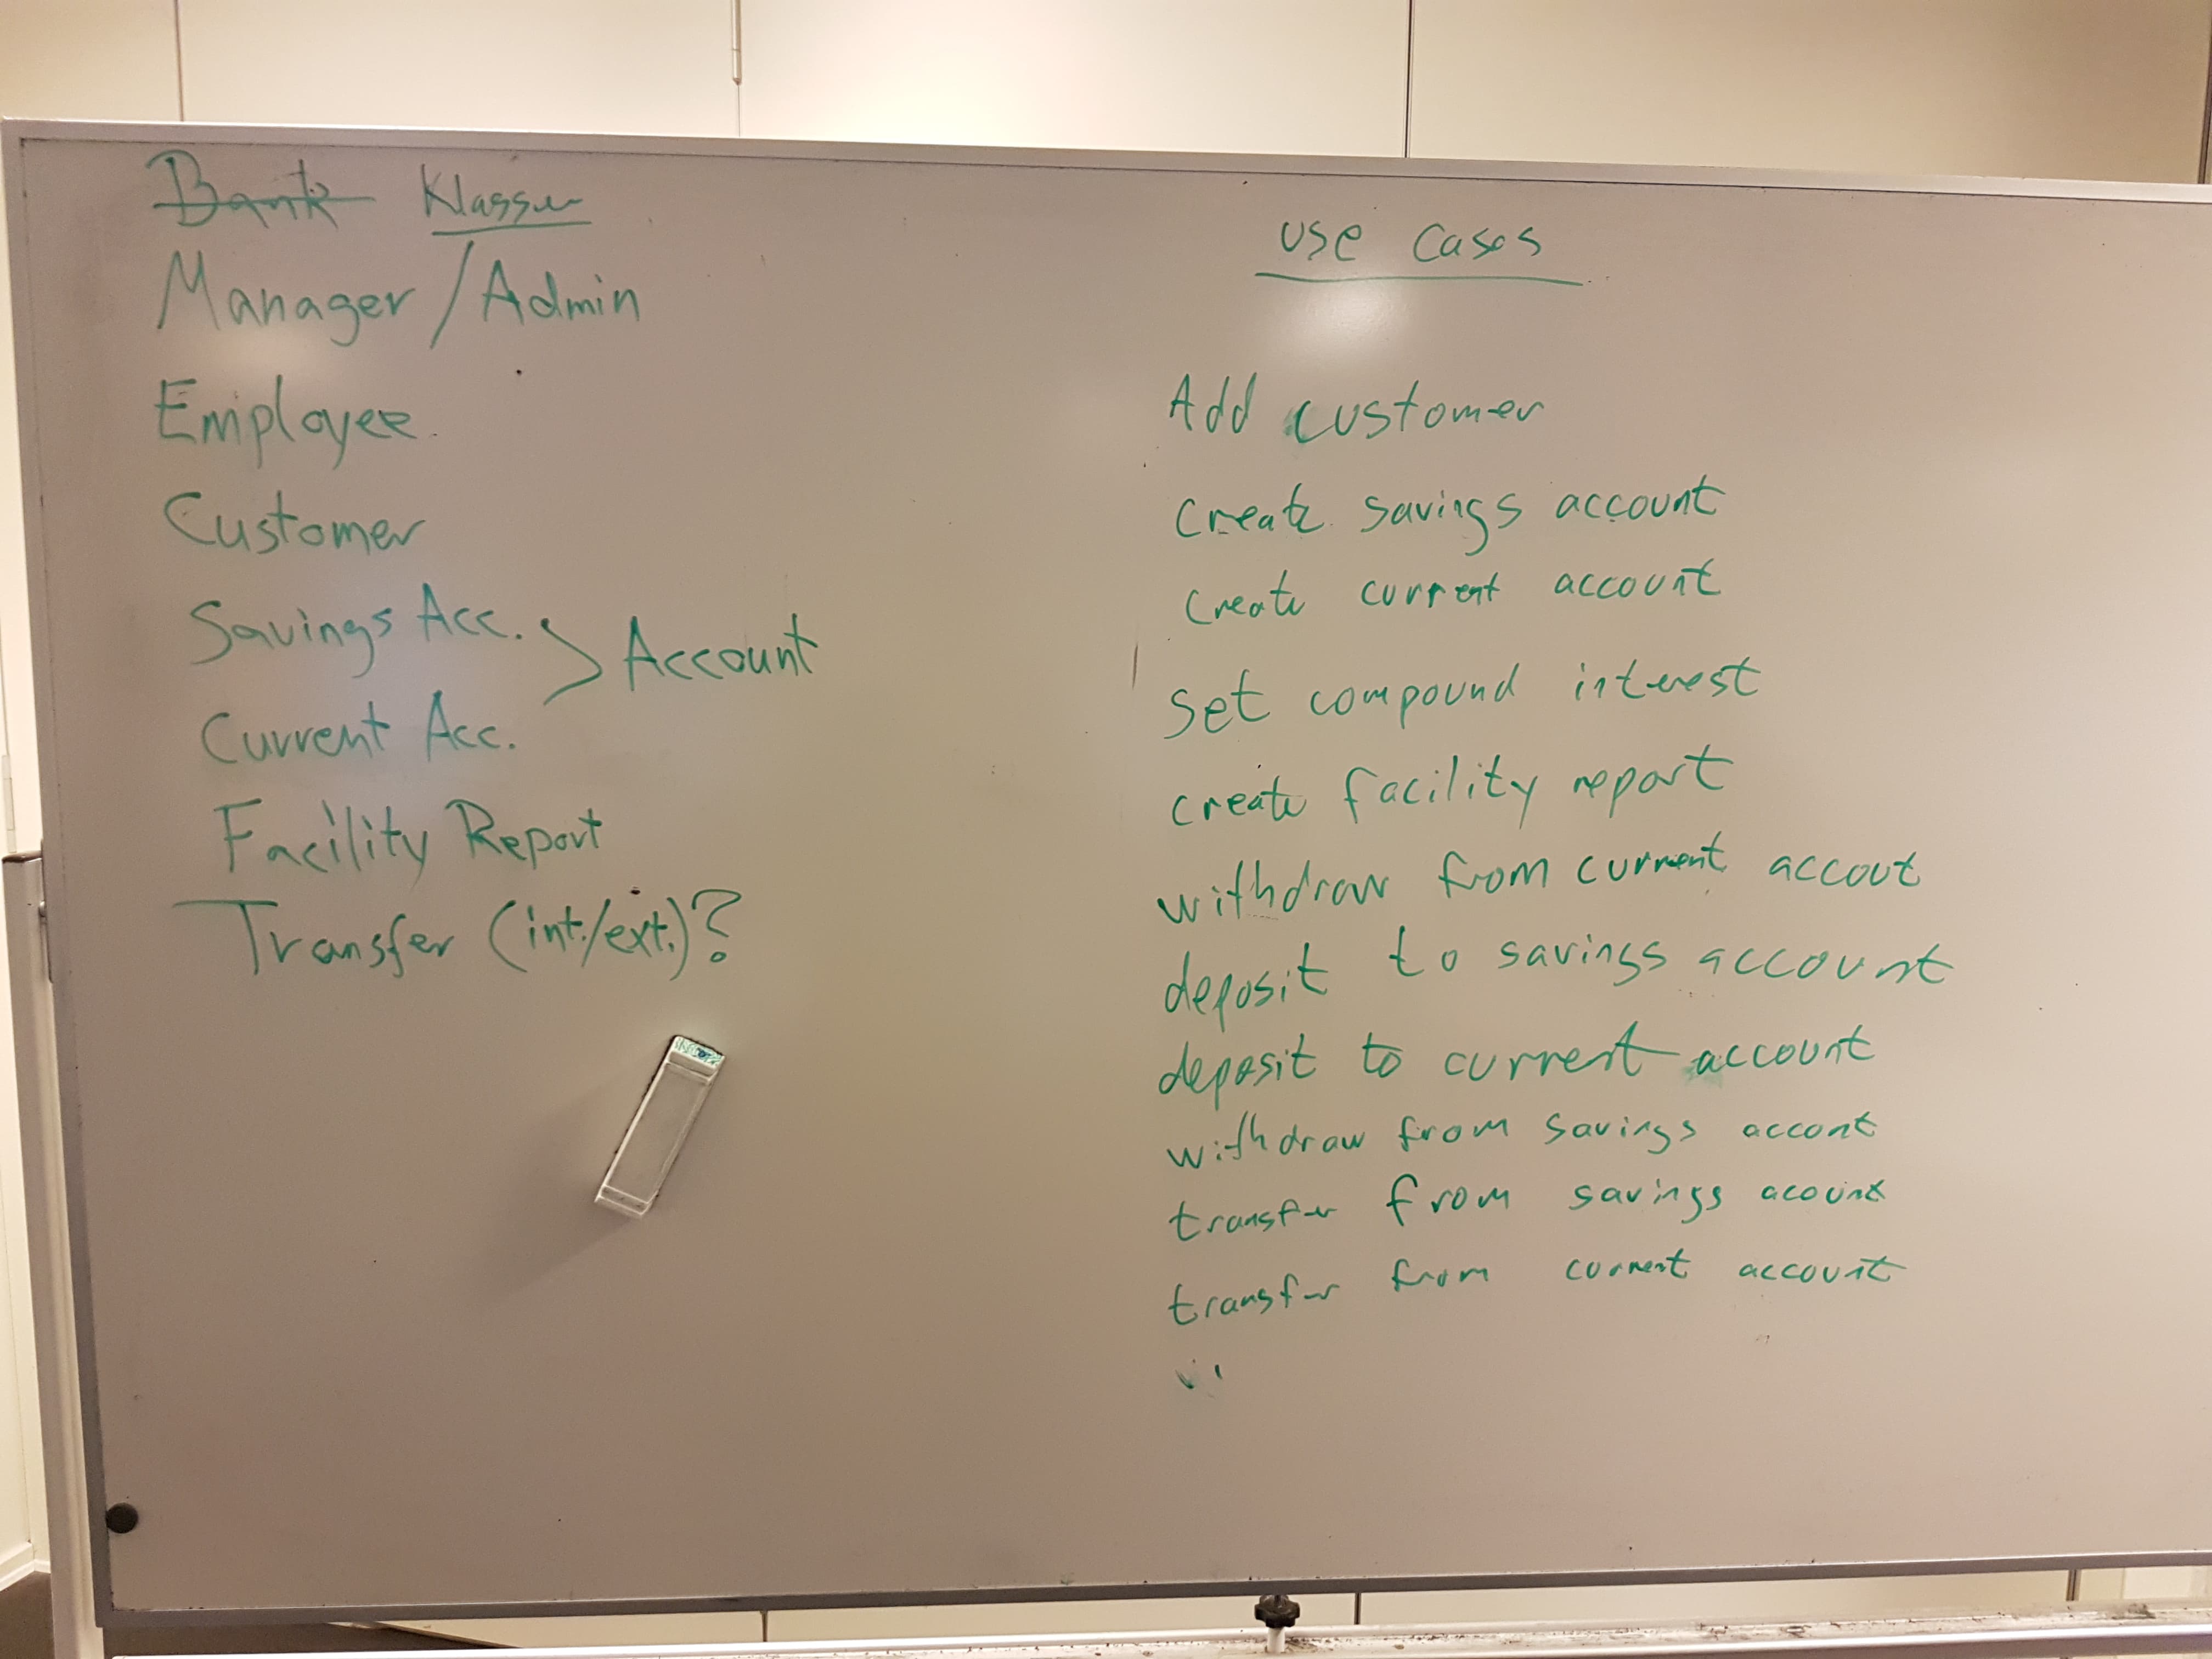 Bank Klasser
Manager/Admin
Employee
Customer
Savings Acc. > Account
Current Acc.
Facility Report
Transfer (int./ext.)?
use cases
Add customer
create savings account
create current account
set compound interest
create facility report
withdraw from current accout
deposit to savings account
deposit to current account
withdraw from savings accont
transfer from savings acount
transfer from current account